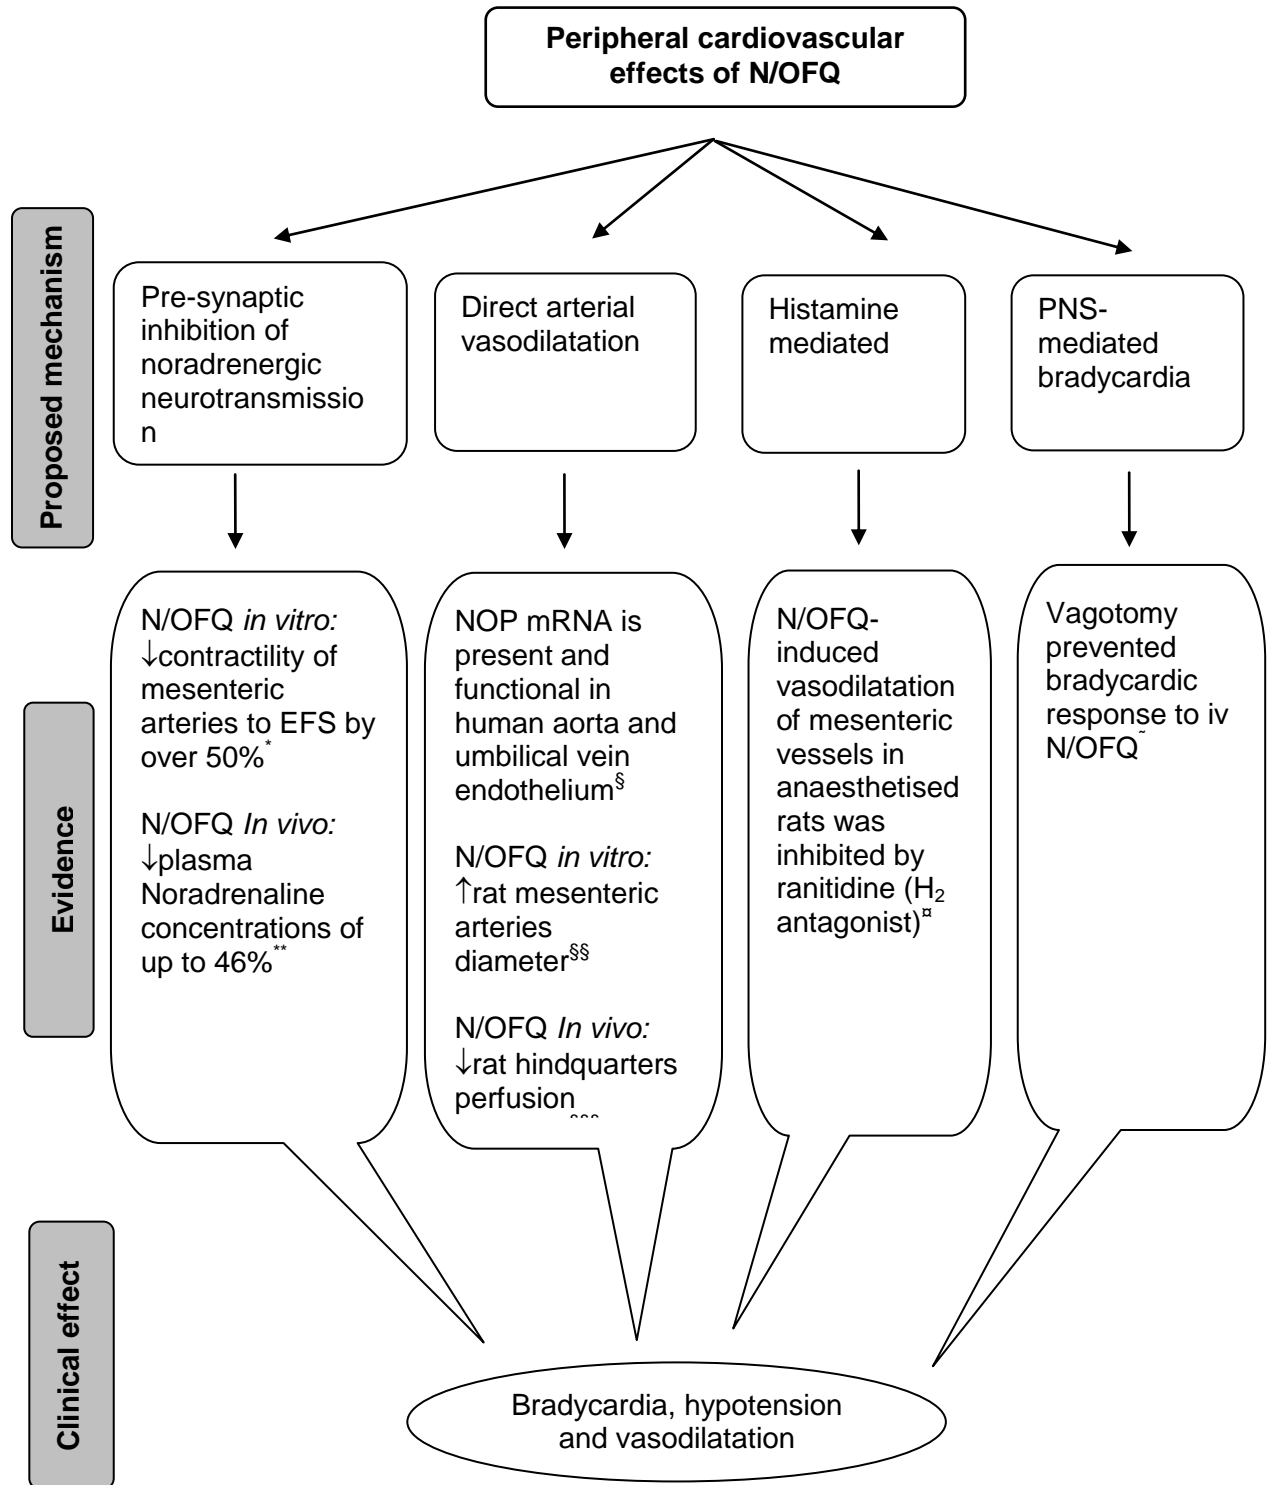 Peripheral cardiovascular
effects of N/OFQ
Proposed mechanism
Pre-synaptic
inhibition of
noradrenergic
neurotransmissio
n
Direct arterial
vasodilatation
Histamine
mediated
PNS-
mediated
bradycardia
Evidence
N/OFQ in vitro:
↓contractility of
mesenteric
arteries to EFS by
over 50%*
N/OFQ In vivo:
↓plasma
Noradrenaline
concentrations of
up to 46%**
NOP mRNA is
present and
functional in
human aorta and
umbilical vein
endothelium§
N/OFQ in vitro:
↑rat mesenteric
arteries
diameter§§
N/OFQ In vivo:
↓rat hindquarters
perfusion
N/OFQ-
induced
vasodilatation
of mesenteric
vessels in
anaesthetised
rats was
inhibited by
ranitidine (H₂
antagonist)¤
Vagotomy
prevented
bradycardic
response to iv
N/OFQ~
Clinical effect
Bradycardia, hypotension
and vasodilatation